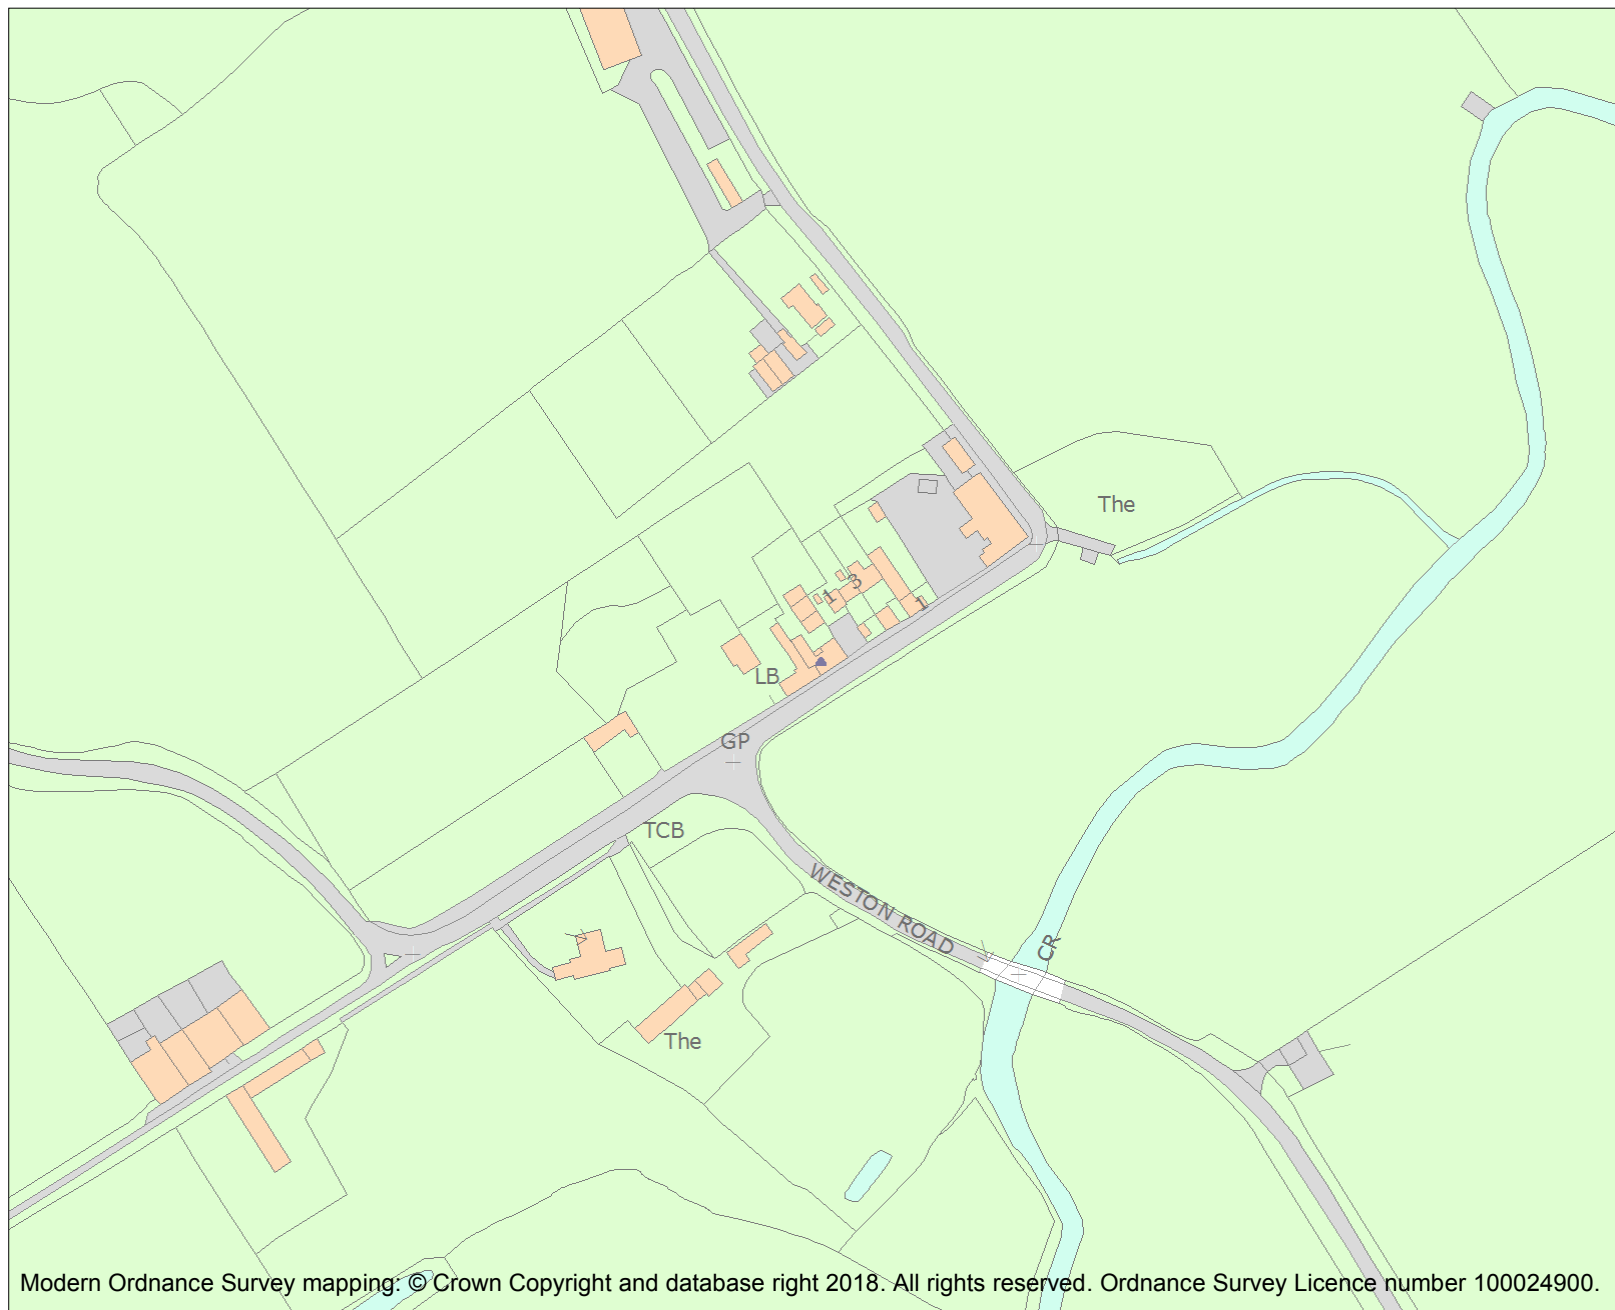 The
3
1
1
LB
GP
TCB
WESTON ROAD
CR
The
Modern Ordnance Survey mapping: © Crown Copyright and database right 2018. All rights reserved. Ordnance Survey Licence number 100024900.